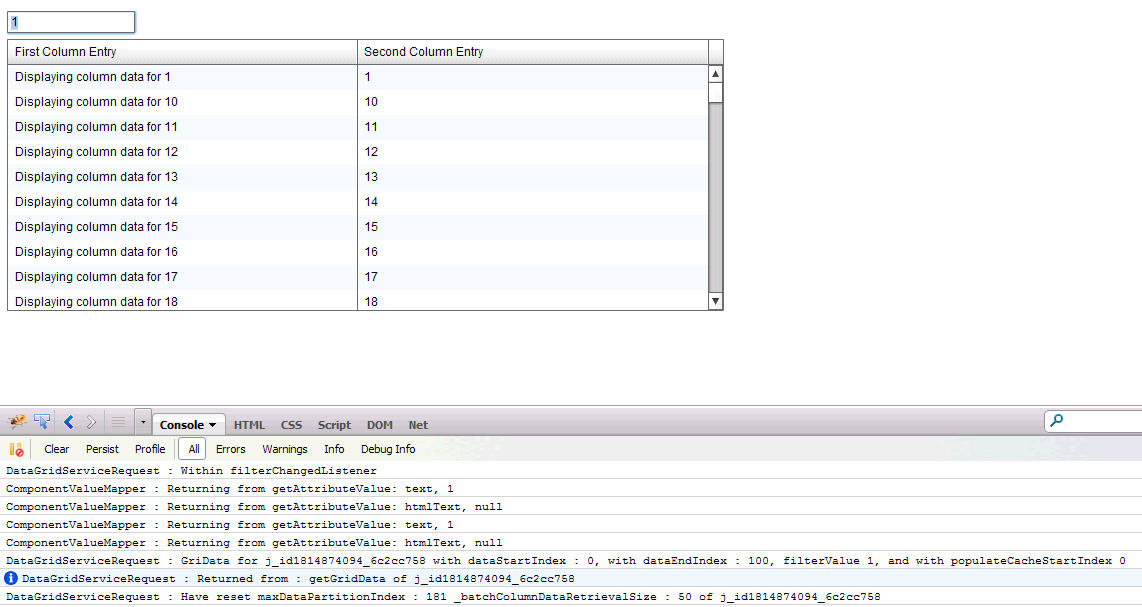 1
First Column Entry Second Column Entry
Displaying column data for 1 1
Displaying column data for 10 10
Displaying column data for 11 11
Displaying column data for 12 12
Displaying column data for 13 13
Displaying column data for 14 14
Displaying column data for 15 15
Displaying column data for 16 16
Displaying column data for 17 17
Displaying column data for 18 18
Console HTML CSS Script DOM Net
Clear Persist Profile All Errors Warnings Info Debug Info
DataGridServiceRequest : Within filterChangedListener
ComponentValueMapper : Returning from getAttributeValue: text, 1
ComponentValueMapper : Returning from getAttributeValue: htmlText, null
ComponentValueMapper : Returning from getAttributeValue: text, 1
ComponentValueMapper : Returning from getAttributeValue: htmlText, null
DataGridServiceRequest : GriData for j_id1814874094_6c2cc758 with dataStartIndex : 0, with dataEndIndex : 100, filterValue 1, and with populateCacheStartIndex 0
DataGridServiceRequest : Returned from : getGridData of j_id1814874094_6c2cc758
DataGridServiceRequest : Have reset maxDataPartitionIndex : 181 _batchColumnDataRetrievalSize : 50 of j_id1814874094_6c2cc758